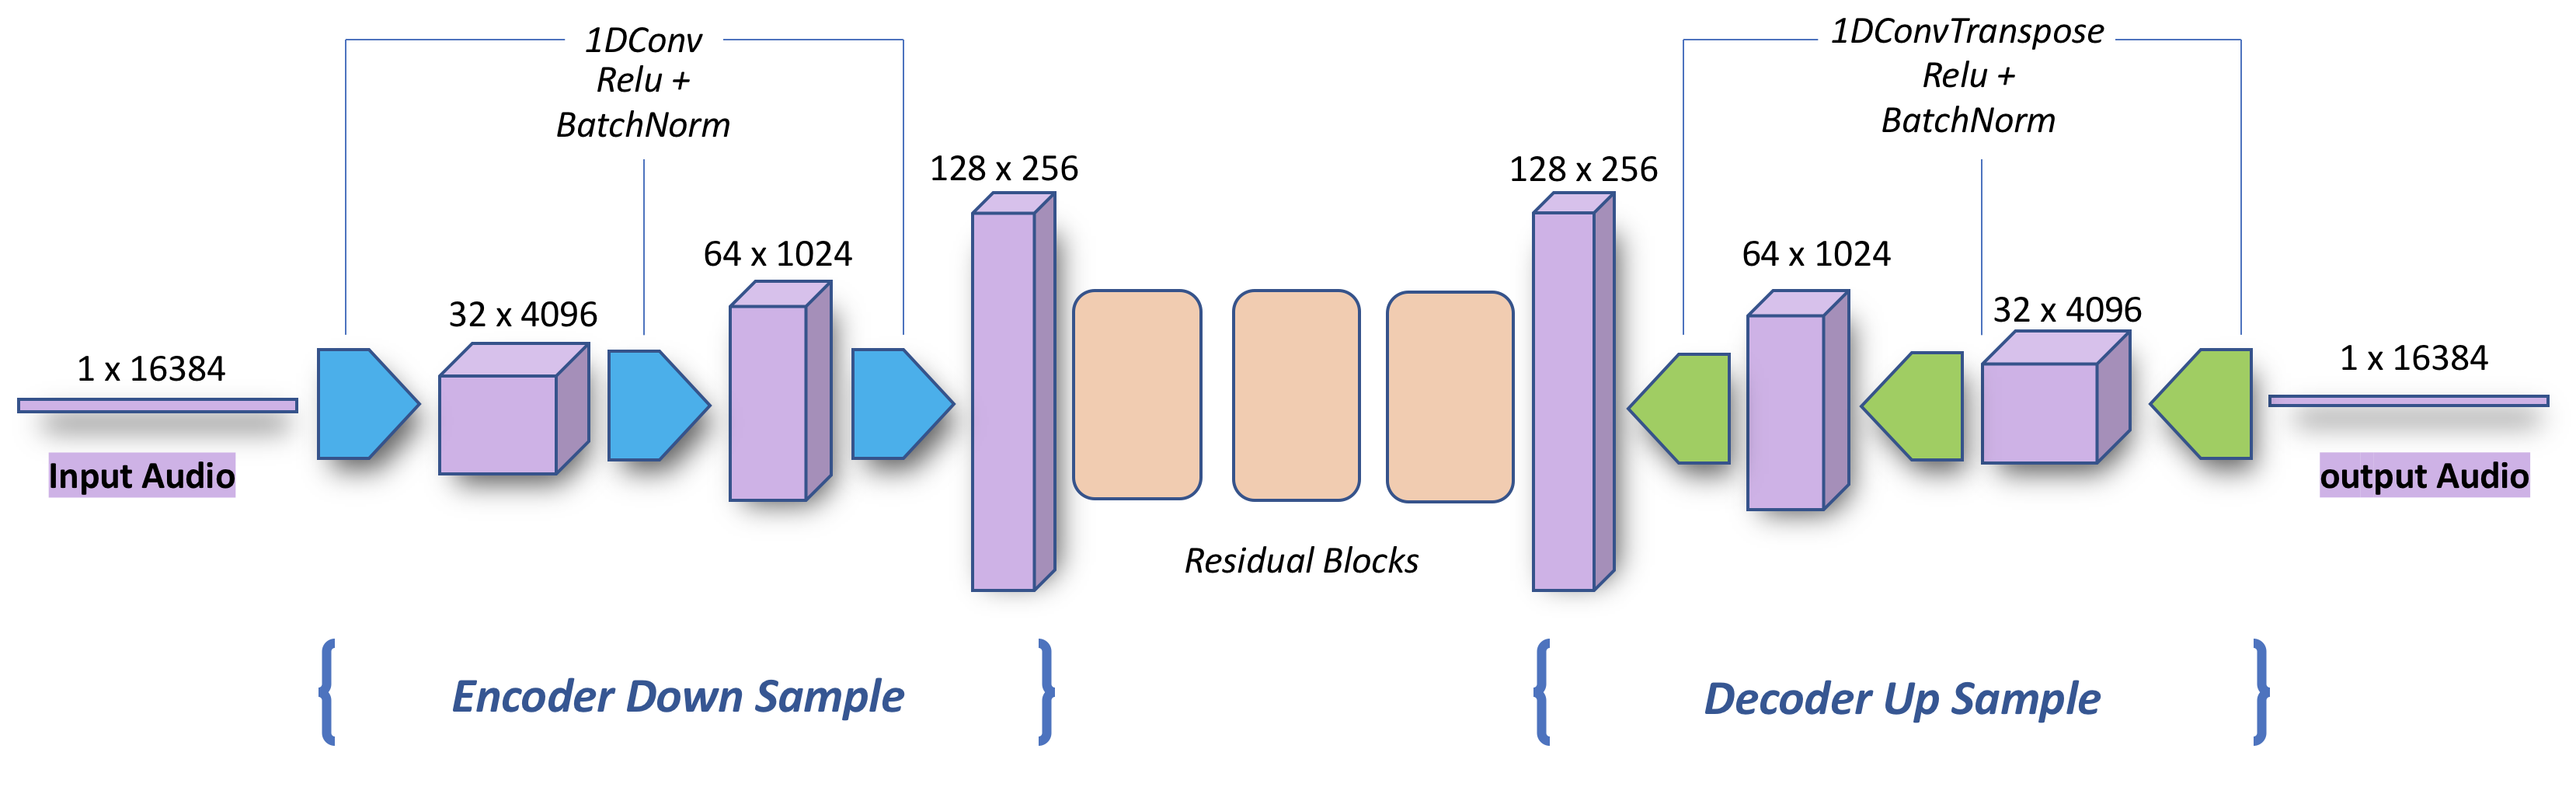 1DConv
Relu +
BatchNorm
1DConvTranspose
Relu +
BatchNorm
1 x 16384
32 x 4096
64 x 1024
128 x 256
128 x 256
64 x 1024
32 x 4096
1 x 16384
Input Audio
Residual Blocks
output Audio
Encoder Down Sample
Decoder Up Sample